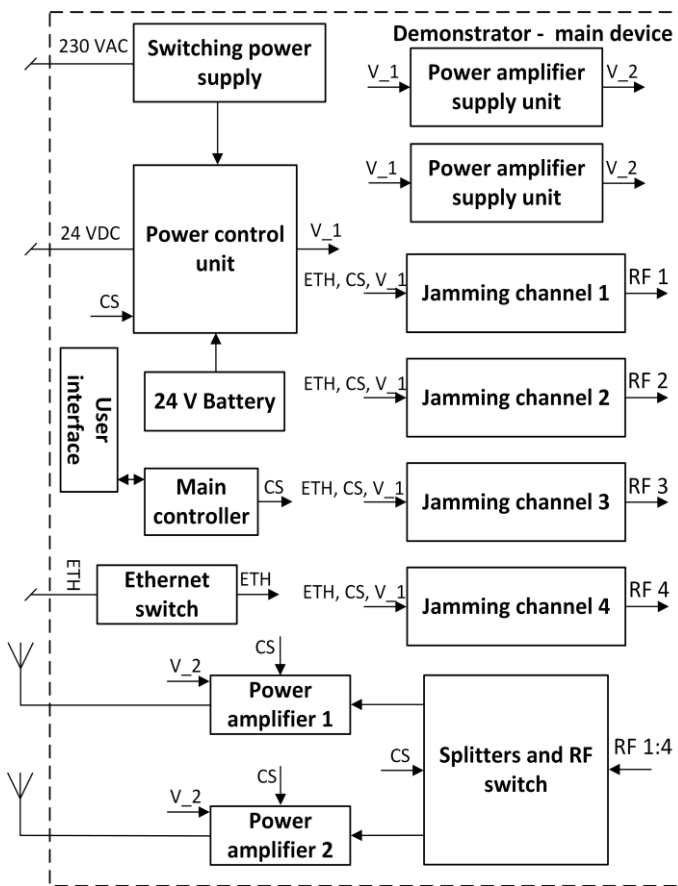 Demonstrator - main device
230 VAC
Switching power
supply
V_1
Power amplifier
supply unit
V_2
V_1
Power amplifier
supply unit
V_2
24 VDC
CS
Power control
unit
V_1
ETH, CS, V_1
Jamming channel 1
RF 1
24 V Battery
ETH, CS, V_1
Jamming channel 2
RF 2
User
interface
Main
controller
CS
ETH, CS, V_1
Jamming channel 3
RF 3
ETH
Ethernet
switch
ETH
ETH, CS, V_1
Jamming channel 4
RF 4
CS
V_2
Power
amplifier 1
CS
Splitters and RF
switch
RF 1:4
CS
V_2
Power
amplifier 2